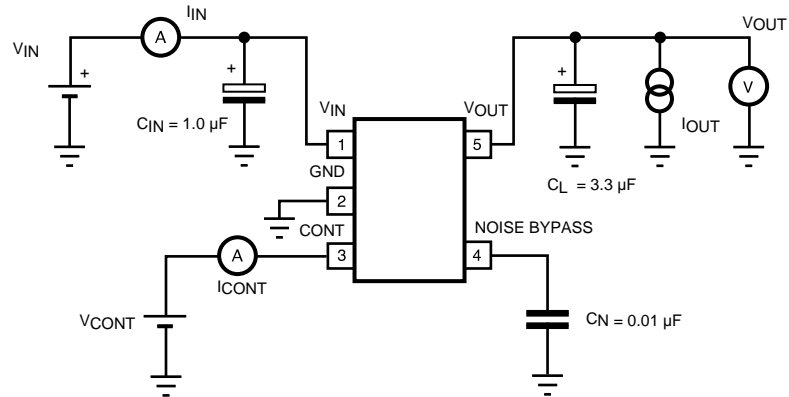 IIN
VOUT
A
VIN
+
+
+
V
VIN
VOUT
CIN = 1.0 µF
1
5
IOUT
GND
CL = 3.3 µF
2
CONT
NOISE BYPASS
A
3
4
ICONT
VCONT
CN = 0.01 µF